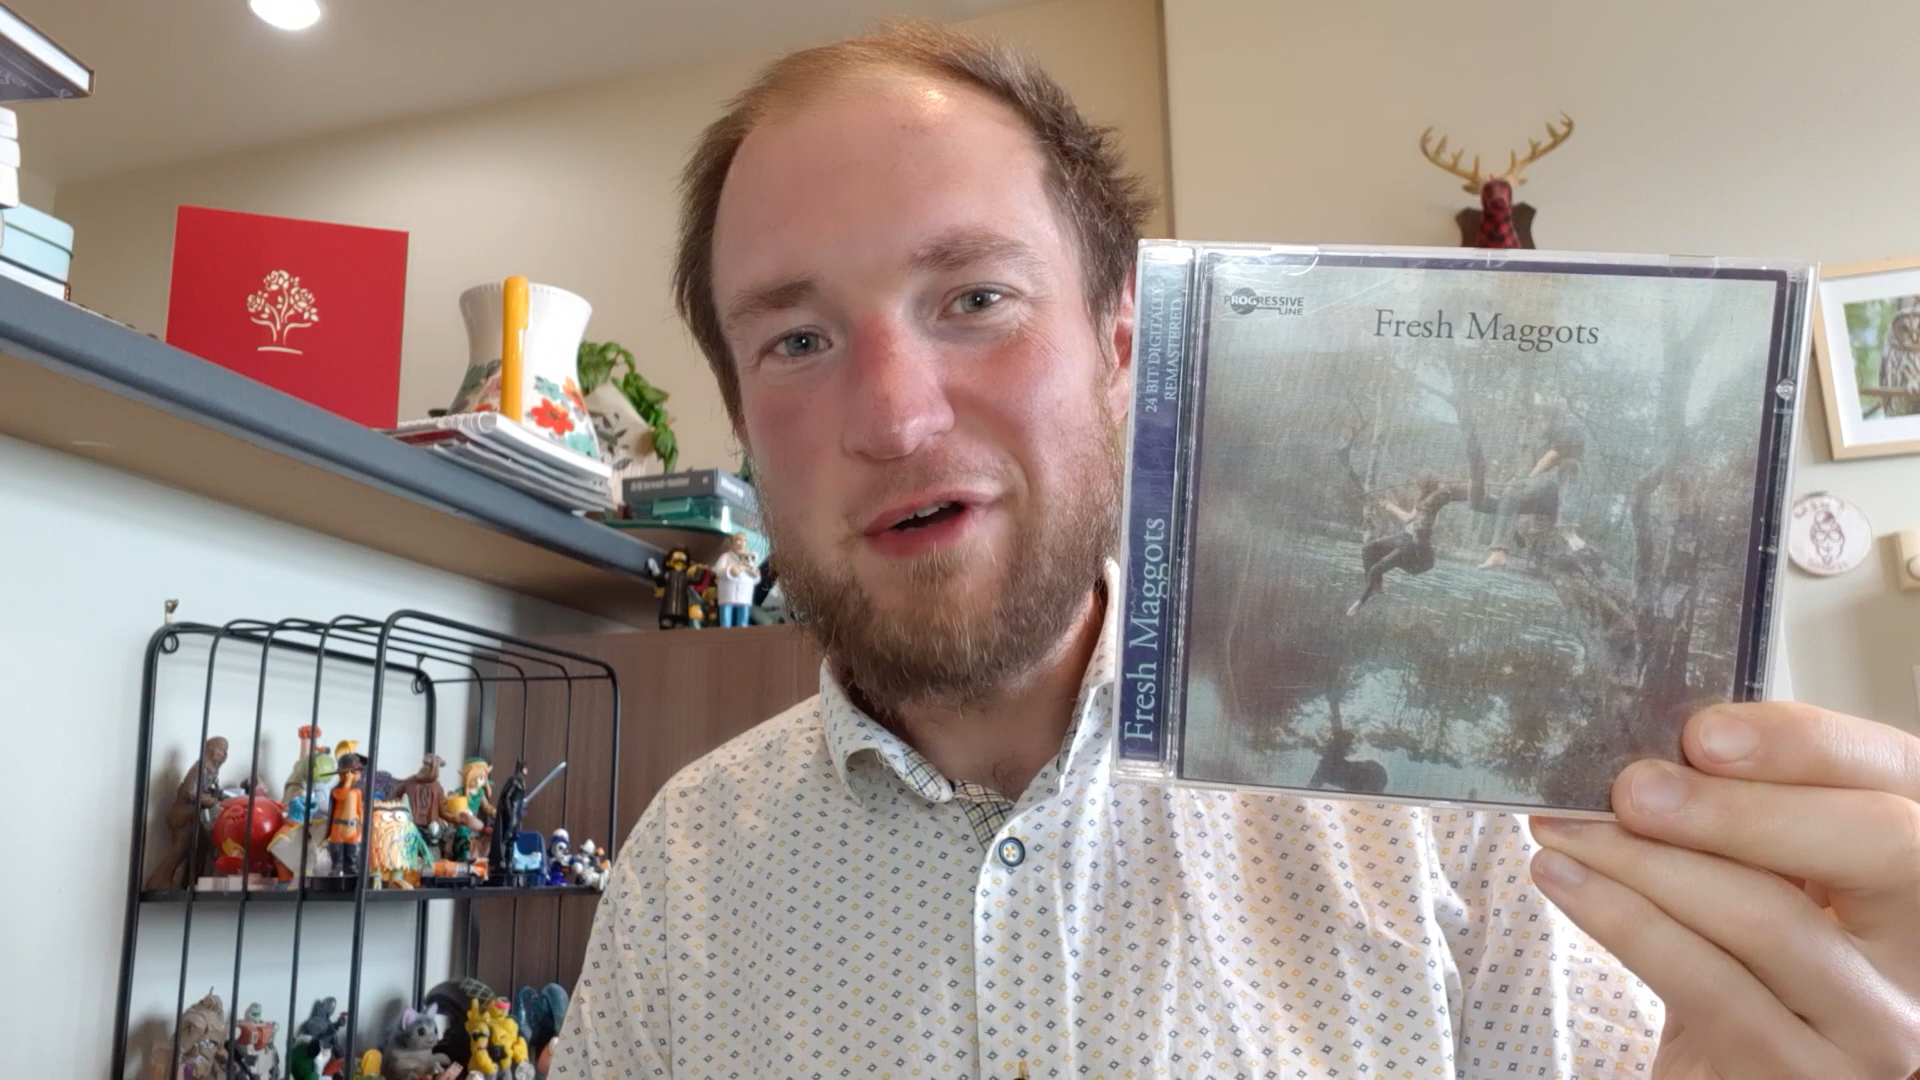 PROGRESSIVE
LINE
Fresh Maggots
24 BIT DIGITALLY
REMASTERED
Fresh Maggots